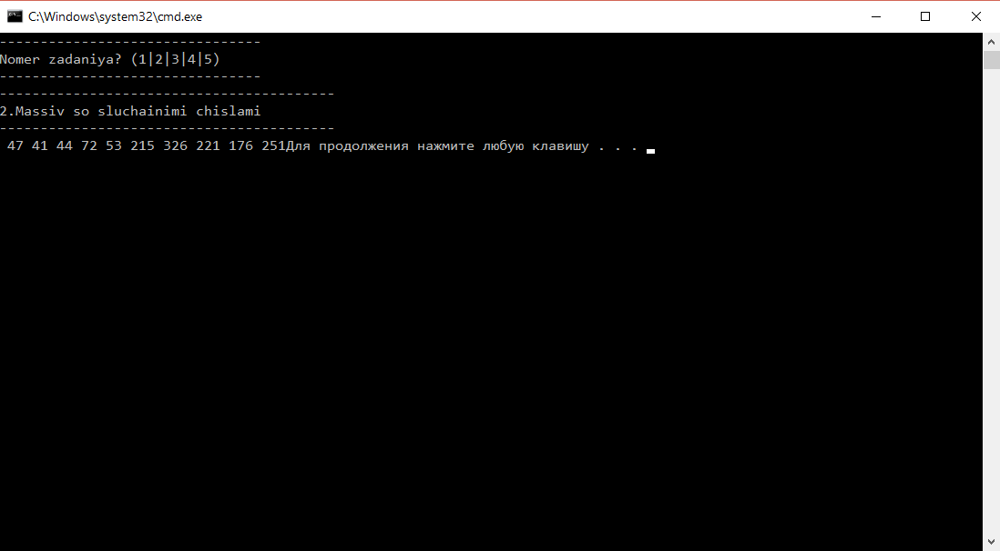 C:\Windows\system32\cmd.exe
--------------------------------
Nomer zadaniya? (1|2|3|4|5)
--------------------------------
-----------------------------------------
2.Massiv so sluchainimi chislami
-----------------------------------------
 47 41 44 72 53 215 326 221 176 251Для продолжения нажмите любую клавишу . . .